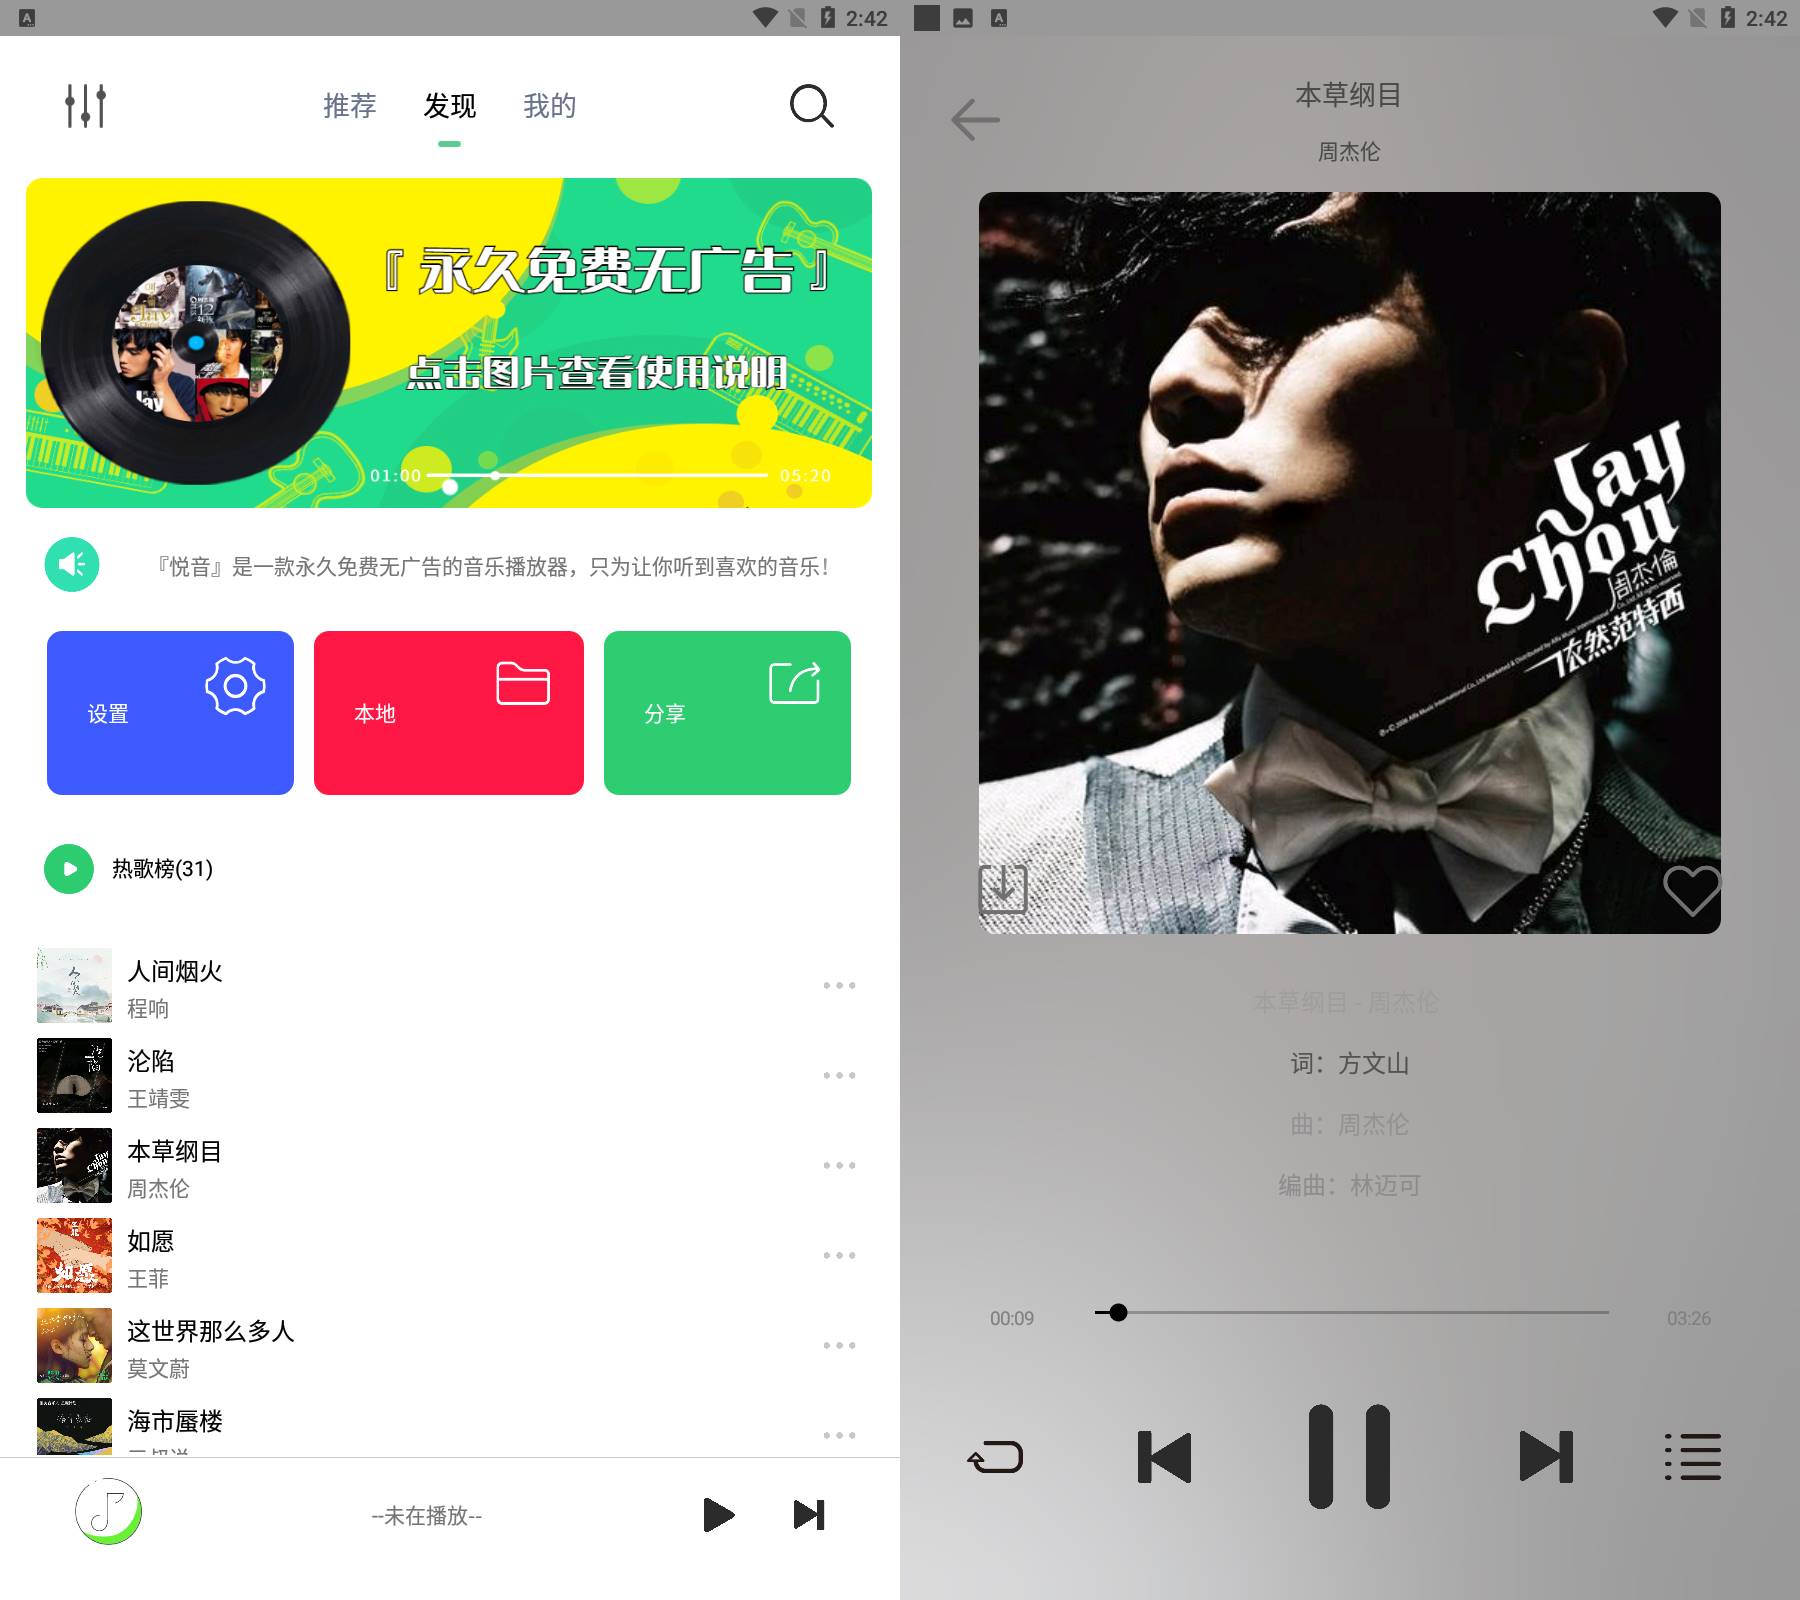 2:42
推荐
发现
我的
『永久免费无广告』
点击图片查看使用说明
01:00
05:20
Jay
『悦音』是一款永久免费无广告的音乐播放器，只为让你听到喜欢的音乐！
设置
本地
分享
热歌榜(31)
人间烟火
程响
沦陷
王靖雯
本草纲目
周杰伦
如愿
王菲
这世界那么多人
莫文蔚
海市蜃楼
--未在播放--
2:42
本草纲目
周杰伦
Jay
Chou
周杰倫
依然范特西
本草纲目 - 周杰伦
词：方文山
曲：周杰伦
编曲：林迈可
00:09
03:26